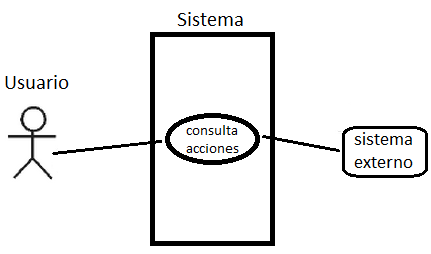 Sistema
Usuario
consulta
acciones
sistema
externo